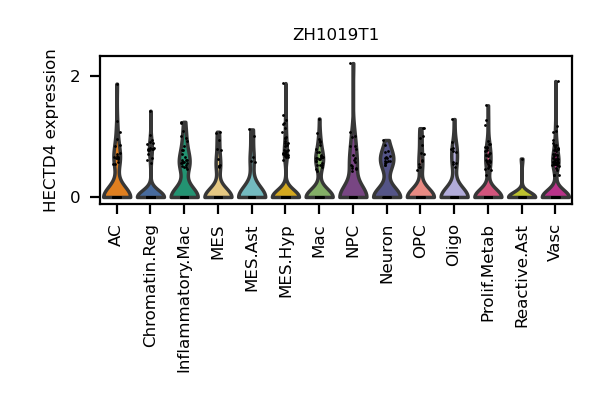 ZH1019T1
HECTD4 expression
2
0
AC
Chromatin.Reg
Inflammatory.Mac
MES
MES.Ast
MES.Hyp
Mac
NPC
Neuron
OPC
Oligo
Prolif.Metab
Reactive.Ast
Vasc